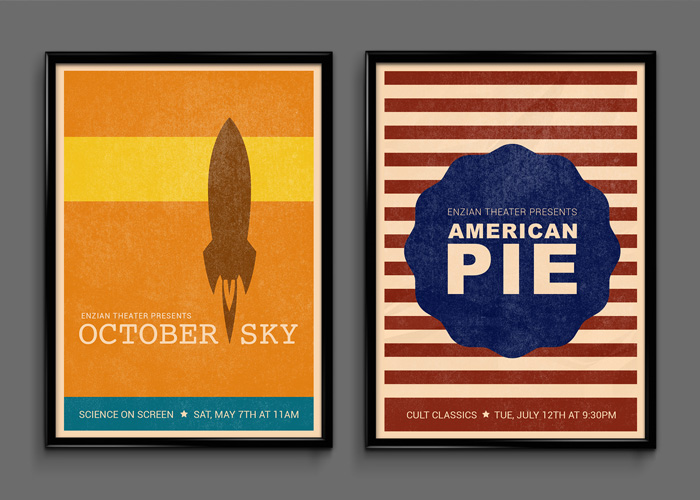 ENZIAN THEATER PRESENTS
OCTOBER SKY
SCIENCE ON SCREEN ★ SAT, MAY 7TH AT 11AM
ENZIAN THEATER PRESENTS
AMERICAN
PIE
CULT CLASSICS ★ TUE, JULY 12TH AT 9:30PM